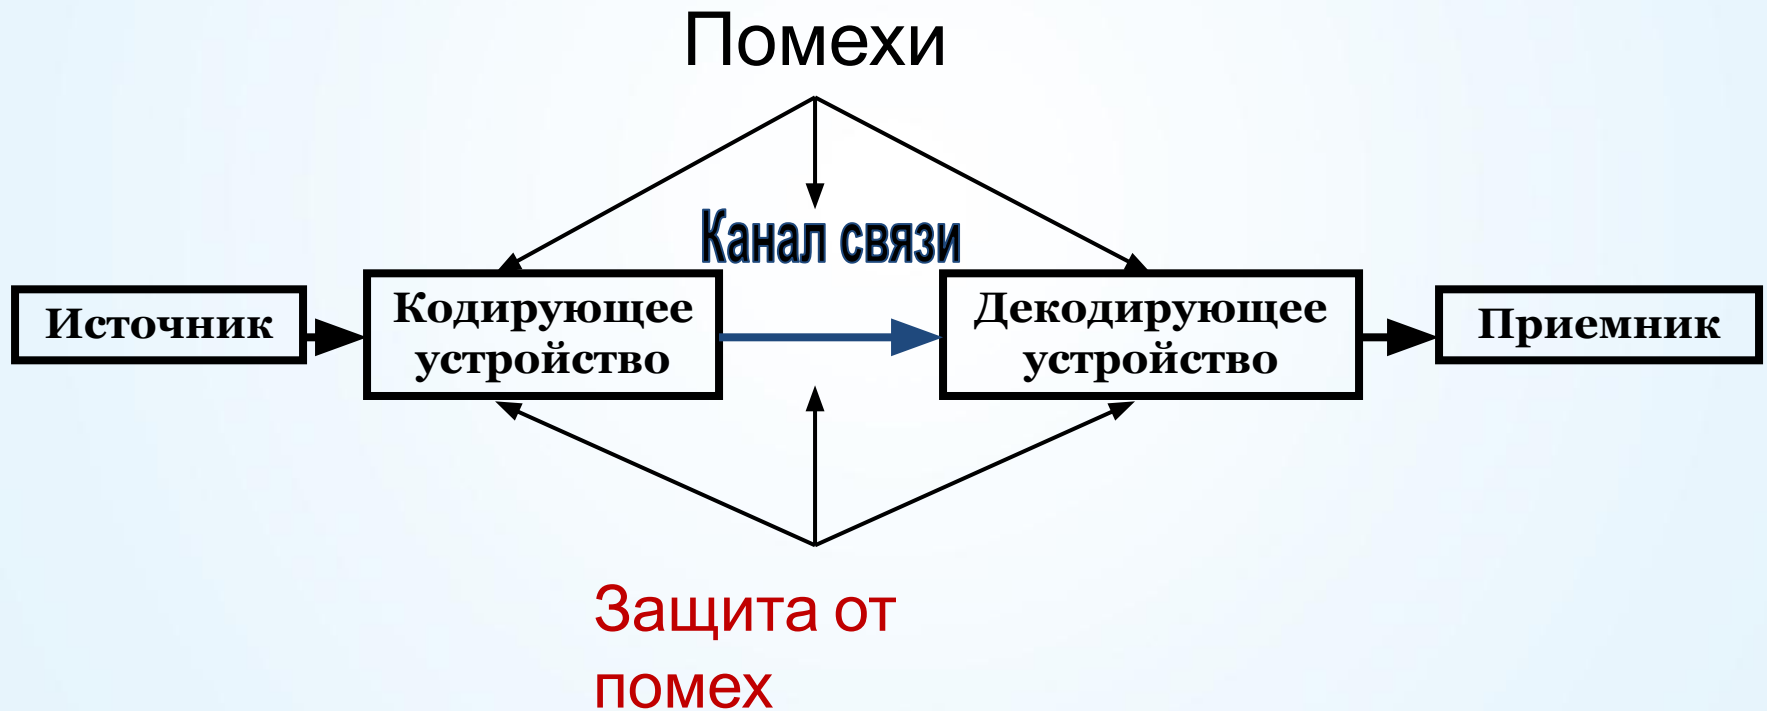 Помехи
Канал связи
Источник
Кодирующее
устройство
Декодирующее
устройство
Приемник
Защита от
помех